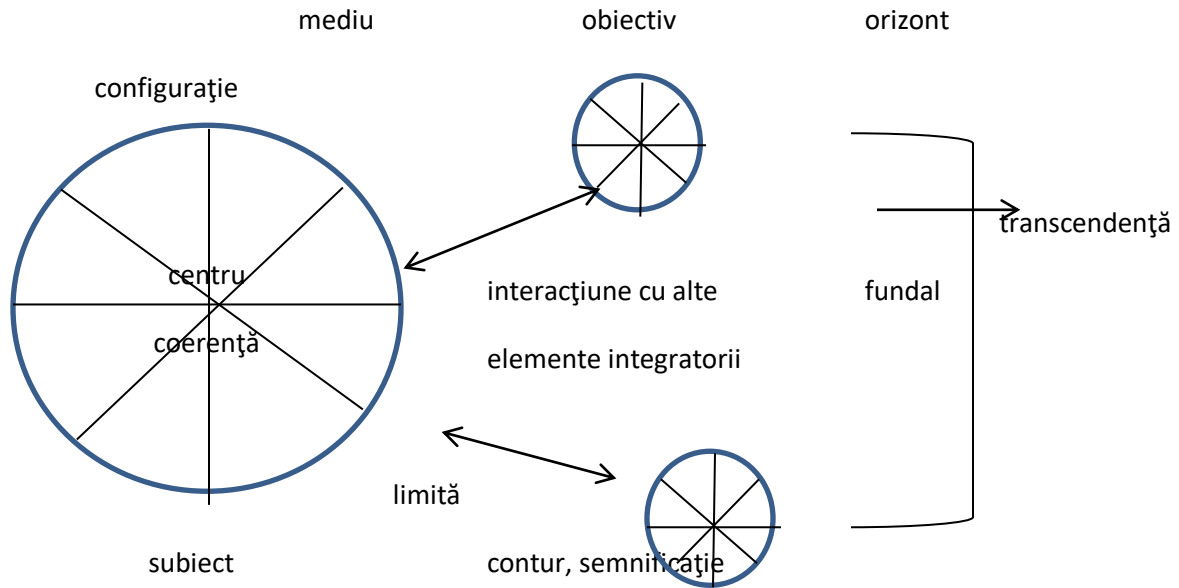 mediu obiectiv orizont
configuraţie
transcendenţă
centru interacţiune cu alte fundal
coerenţă elemente integratorii
limită
subiect contur, semnificaţie